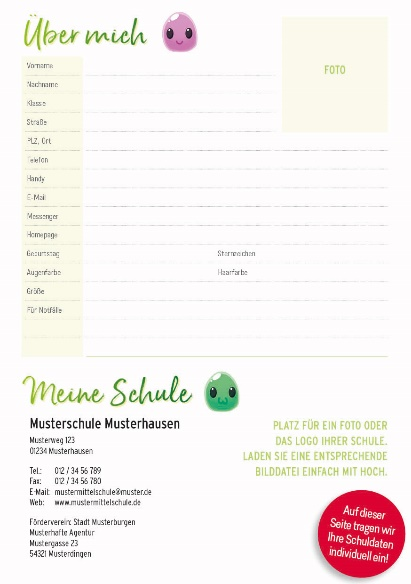 Über mich
FOTO
Vorname
Nachname
Klasse
Straße
PLZ, Ort
Telefon
Handy
E-Mail
Messenger
Homepage
Geburtstag Sternzeichen
Augenfarbe Haarfarbe
Größe
Für Notfälle
Meine Schule
Musterschule Musterhausen
Musterweg 123
01234 Musterhausen
Tel.: 012 / 34 56 789
Fax: 012 / 34 56 780
E-Mail: mustermittelschule@muster.de
Web: www.mustermittelschule.de
Förderverein: Stadt Musterburgen
Musterhafte Agentur
Mustergasse 23
54321 Musterdingen
PLATZ FÜR EIN FOTO ODER
DAS LOGO IHRER SCHULE.
LADEN SIE EINE ENTSPRECHENDE
BILDDATEI EINFACH MIT HOCH.
Auf dieser
Seite tragen wir
Ihre Schuldaten
individuell ein!